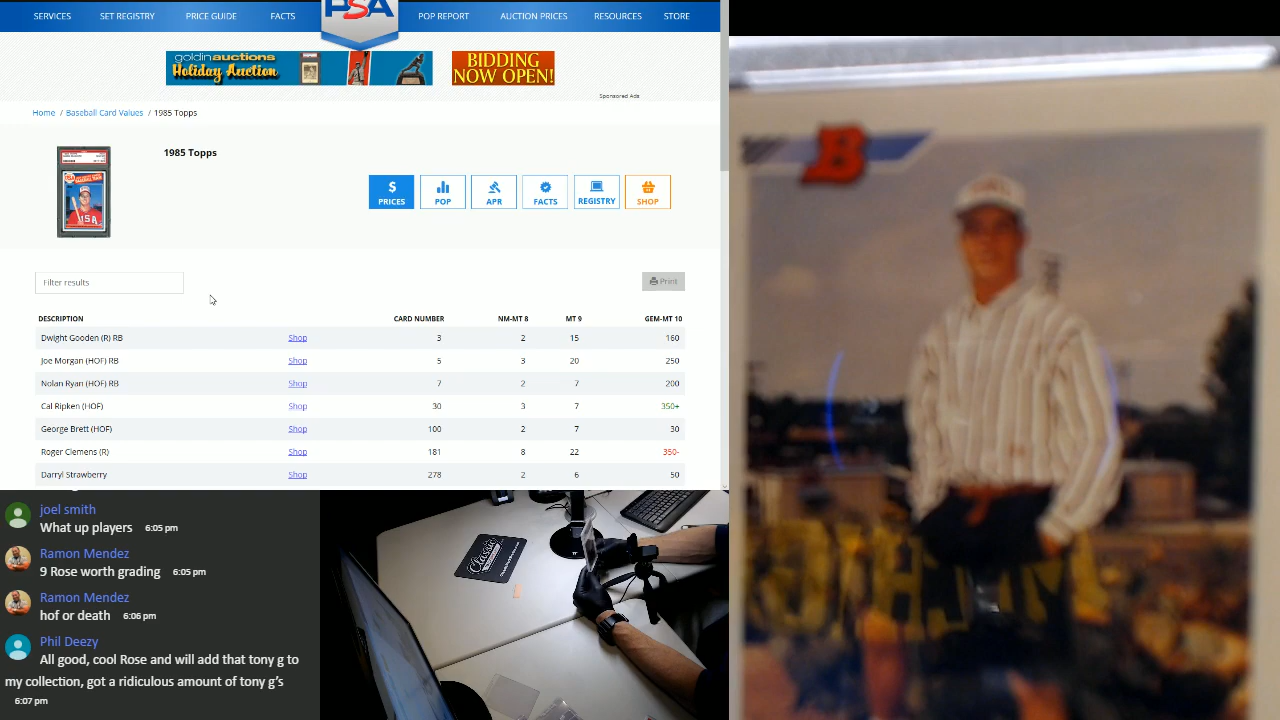 SERVICES SET REGISTRY PRICE GUIDE FACTS PSA POP REPORT AUCTION PRICES RESOURCES STORE
goldinauctions
Holiday Auction
BIDDING
NOW OPEN!
Sponsored Ads
Home / Baseball Card Values / 1985 Topps
1985 Topps
USA
$ PRICES POP APR FACTS REGISTRY SHOP
Filter results
Print
DESCRIPTION CARD NUMBER NM-MT 8 MT 9 GEM-MT 10
Dwight Gooden (R) RB Shop 3 2 15 160
Joe Morgan (HOF) RB Shop 5 3 20 250
Nolan Ryan (HOF) RB Shop 7 2 7 200
Cal Ripken (HOF) Shop 30 3 7 350+
George Brett (HOF) Shop 100 2 7 30
Roger Clemens (R) Shop 181 8 22 350-
Darryl Strawberry Shop 278 2 6 50
joel smith
What up players 6:05 pm
Ramon Mendez
9 Rose worth grading 6:05 pm
Ramon Mendez
hof or death 6:06 pm
Phil Deezy
All good, cool Rose and will add that tony g to
my collection, got a ridiculous amount of tony g's
6:07 pm
Classic
B